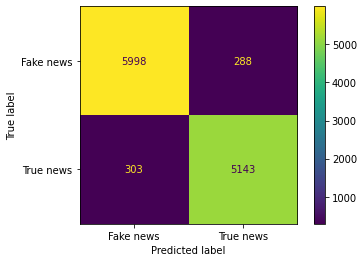 True label
Fake news
5998
288
True news
303
5143
Fake news
True news
Predicted label
5000
4000
3000
2000
1000